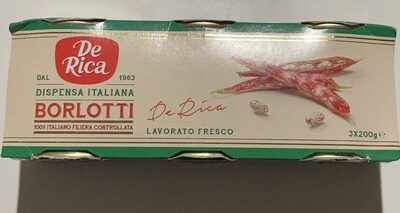 De
Rica
DAL 1963
DISPENSA ITALIANA
BORLOTTI
100% ITALIANO FILIERA CONTROLLATA
De Rica
LAVORATO FRESCO
3X200g e